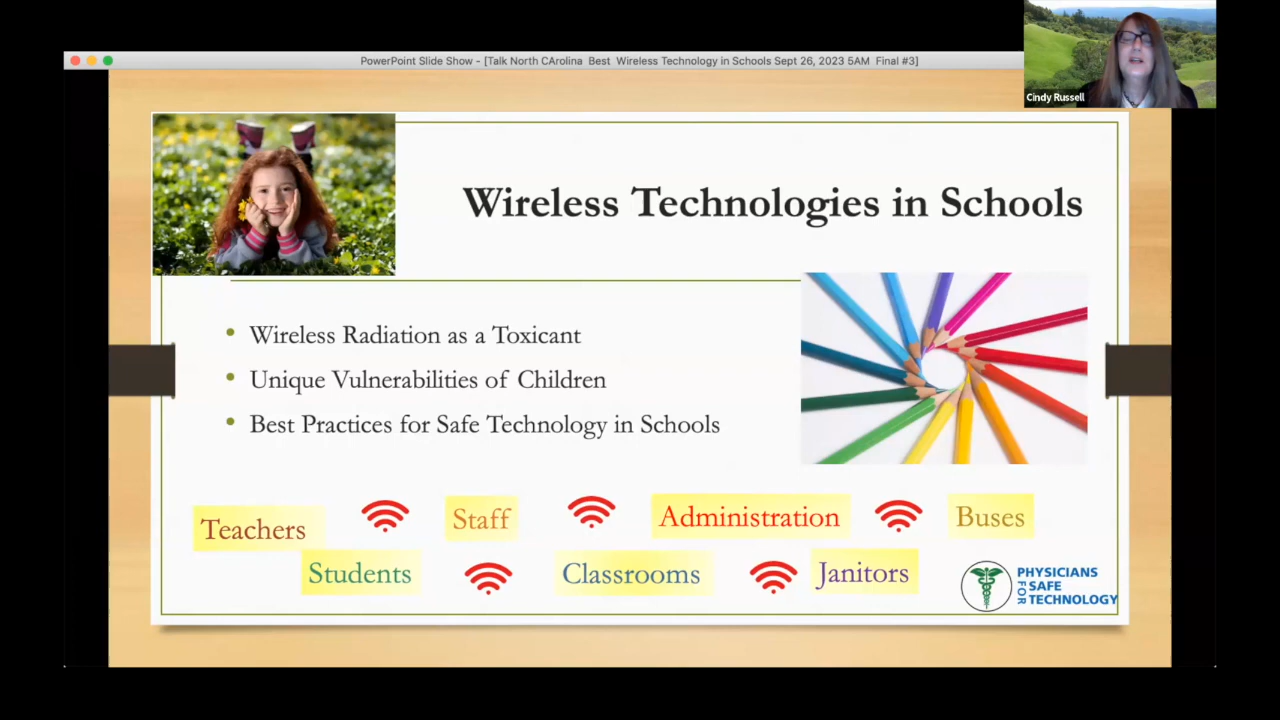 PowerPoint Slide Show - [Talk North CArolina Best Wireless Technology in Schools Sept 26, 2023 5AM Final #3]
Cindy Russell
Wireless Technologies in Schools
• Wireless Radiation as a Toxicant
• Unique Vulnerabilities of Children
• Best Practices for Safe Technology in Schools
Teachers Staff Administration Buses
Students Classrooms Janitors
PHYSICIANS
FOR SAFE
TECHNOLOGY